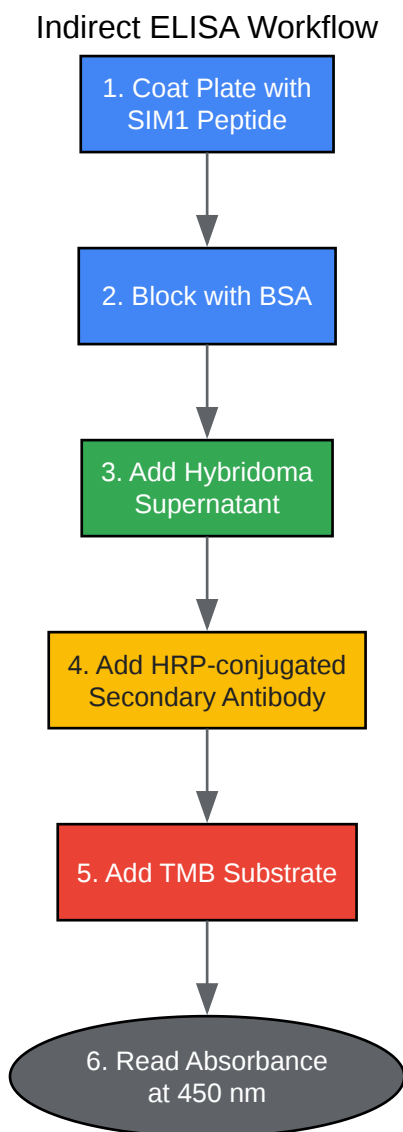 Indirect ELISA Workflow
1. Coat Plate with
SIM1 Peptide
2. Block with BSA
3. Add Hybridoma
Supernatant
4. Add HRP-conjugated
Secondary Antibody
5. Add TMB Substrate
6. Read Absorbance
at 450 nm